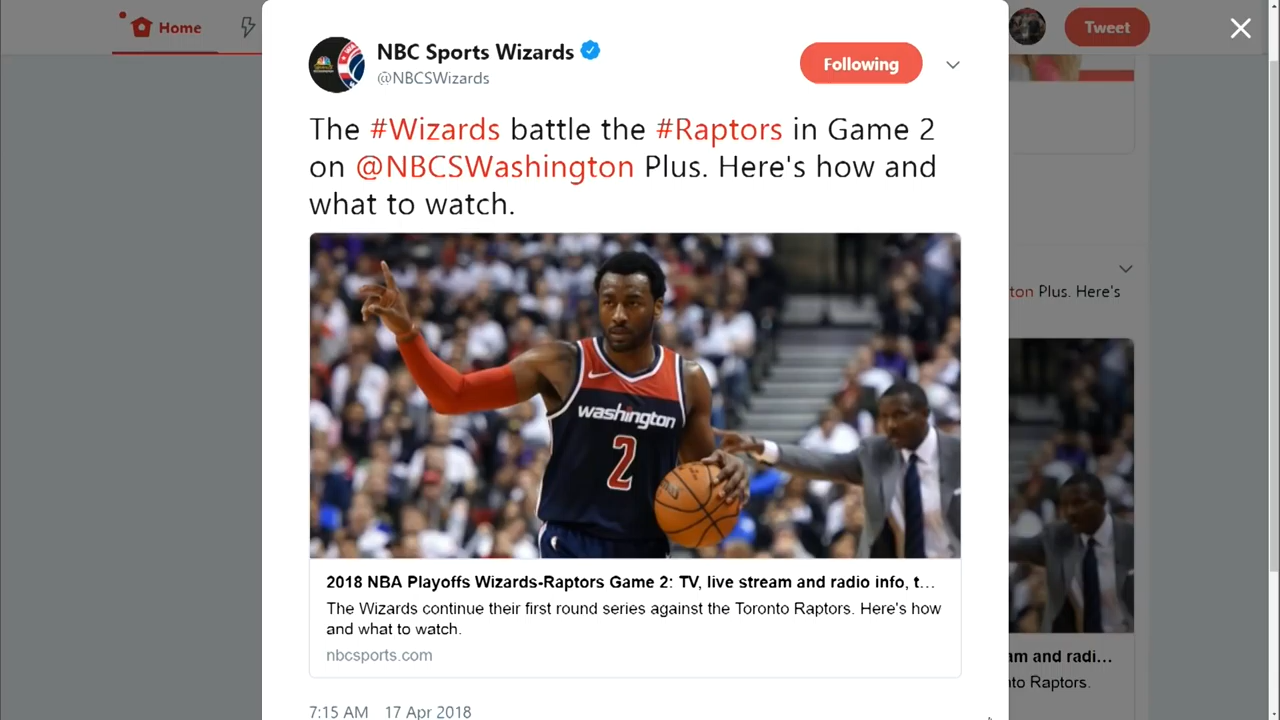 Home
Tweet
NBC Sports Wizards
@NBCSWizards
Following
The #Wizards battle the #Raptors in Game 2
on @NBCSWashington Plus. Here's how and
what to watch.
washington
2
2018 NBA Playoffs Wizards-Raptors Game 2: TV, live stream and radio info, t...
The Wizards continue their first round series against the Toronto Raptors. Here's how
and what to watch.
nbcsports.com
7:15 AM 17 Apr 2018
ton Plus. Here's
am and radi...
to Raptors.